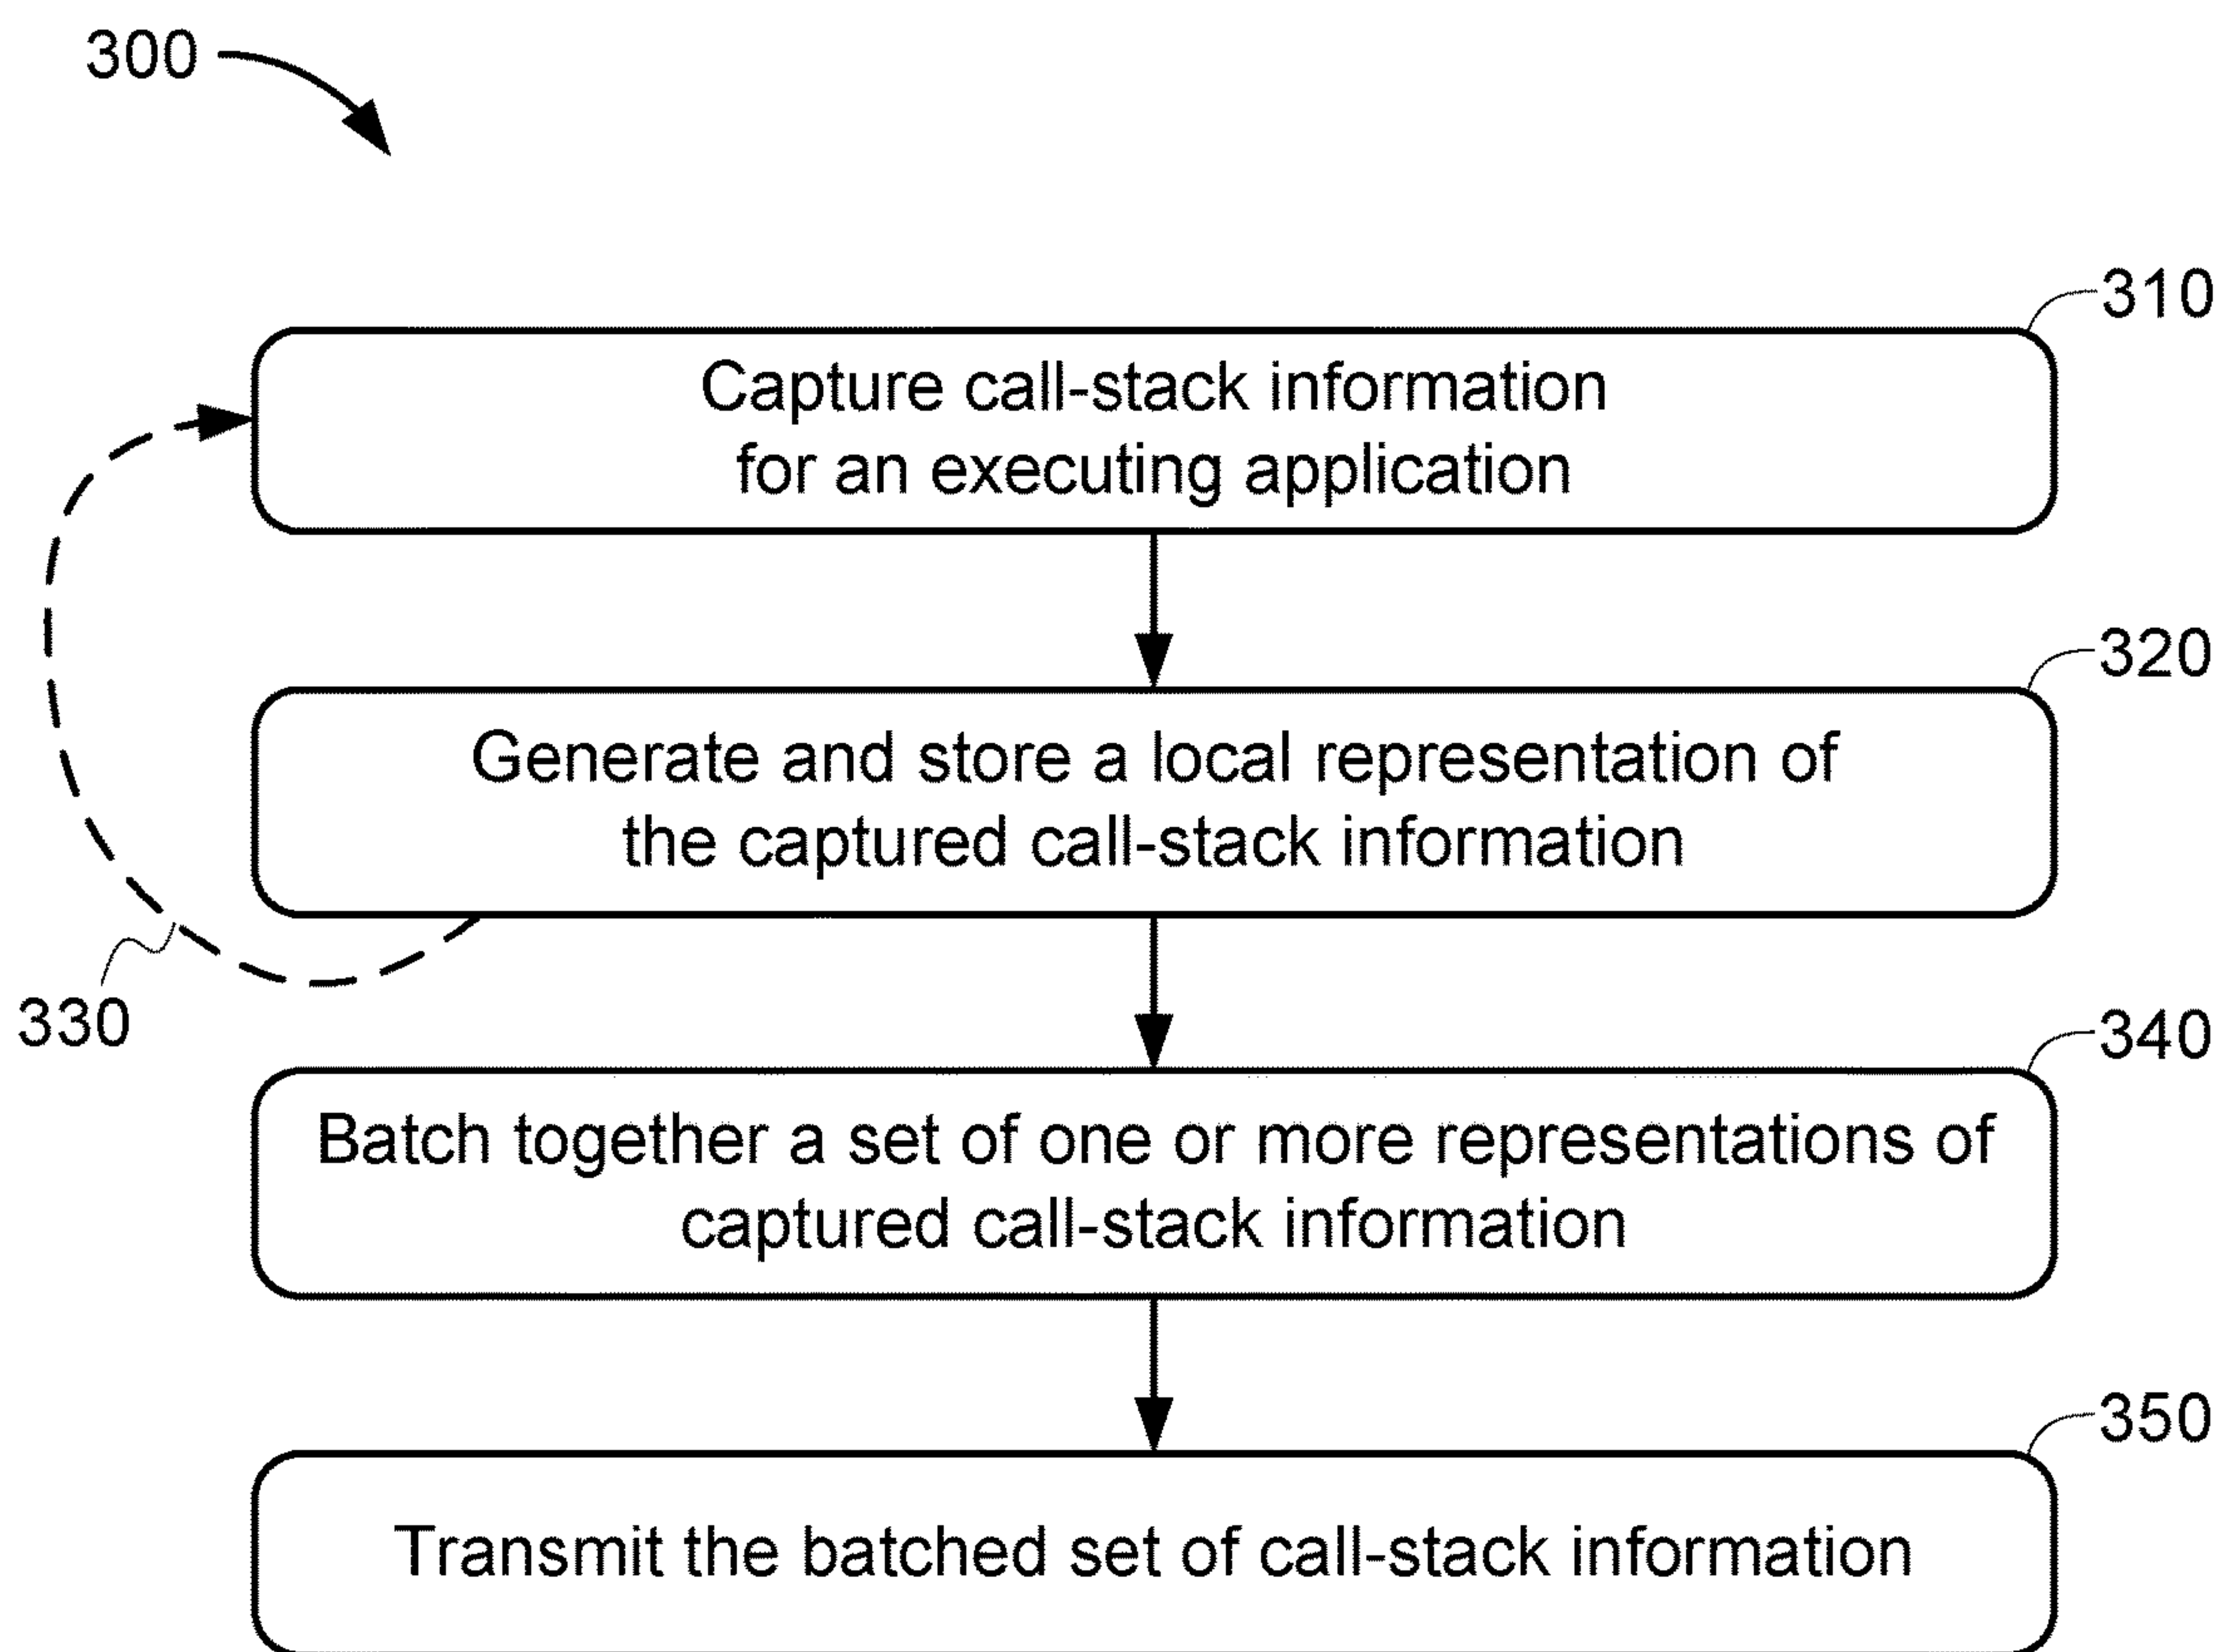 300
310
Capture call-stack information
for an executing application
320
Generate and store a local representation of
the captured call-stack information
330
340
Batch together a set of one or more representations of
captured call-stack information
350
Transmit the batched set of call-stack information